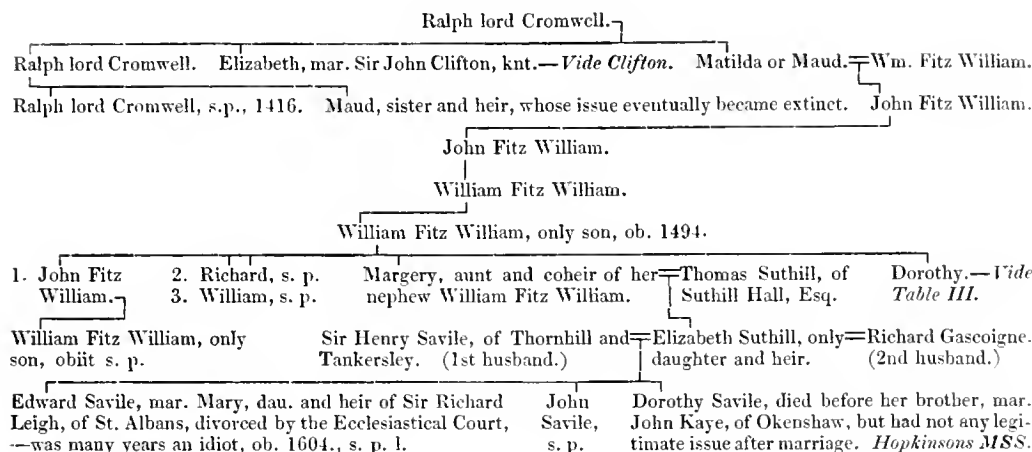 Ralph lord Cromwell.
Ralph lord Cromwell. Elizabeth, mar. Sir John Clifton, knt.—Vide Clifton. Matilda or Maud.=Wm. Fitz William.
Ralph lord Cromwell, s.p., 1416. Maud, sister and heir, whose issue eventually became extinct. John Fitz William.
John Fitz William.
William Fitz William.
William Fitz William, only son, ob. 1494.
1. John Fitz 2. Richard, s. p. Margery, aunt and coheir of her=Thomas Suthill, of Dorothy.—Vide
William. 3. William, s. p. nephew William Fitz William. Suthill Hall, Esq. Table III.
William Fitz William, only Sir Henry Savile, of Thornhill and=Elizabeth Suthill, only=Richard Gascoigne.
son, obiit s. p. Tankersley. (1st husband.) daughter and heir. (2nd husband.)
Edward Savile, mar. Mary, dau. and heir of Sir Richard John Dorothy Savile, died before her brother, mar.
Leigh, of St. Albans, divorced by the Ecclesiastical Court, Savile, John Kaye, of Okenshaw, but had not any legi-
—was many years an idiot, ob. 1604., s. p. l. s. p. timate issue after marriage. Hopkinsons MSS.